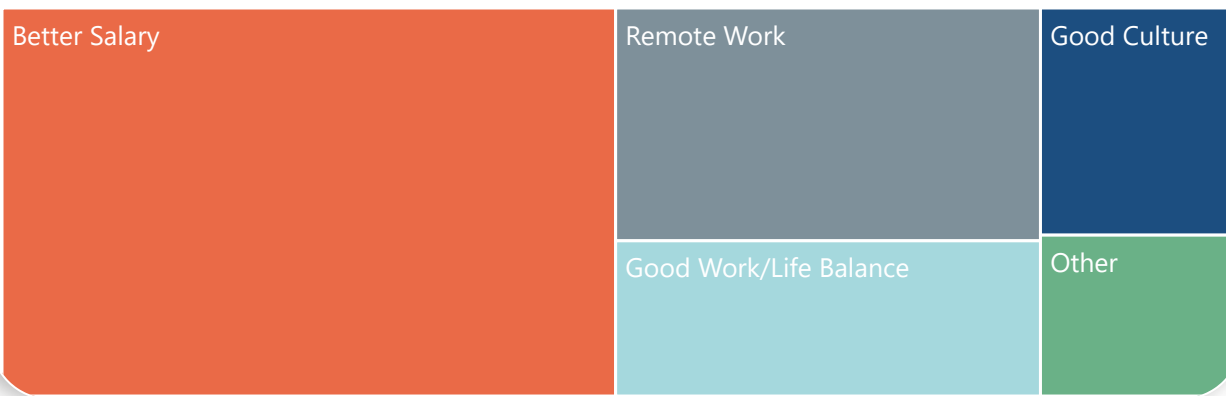 Better Salary
Remote Work
Good Culture
Good Work/Life Balance
Other